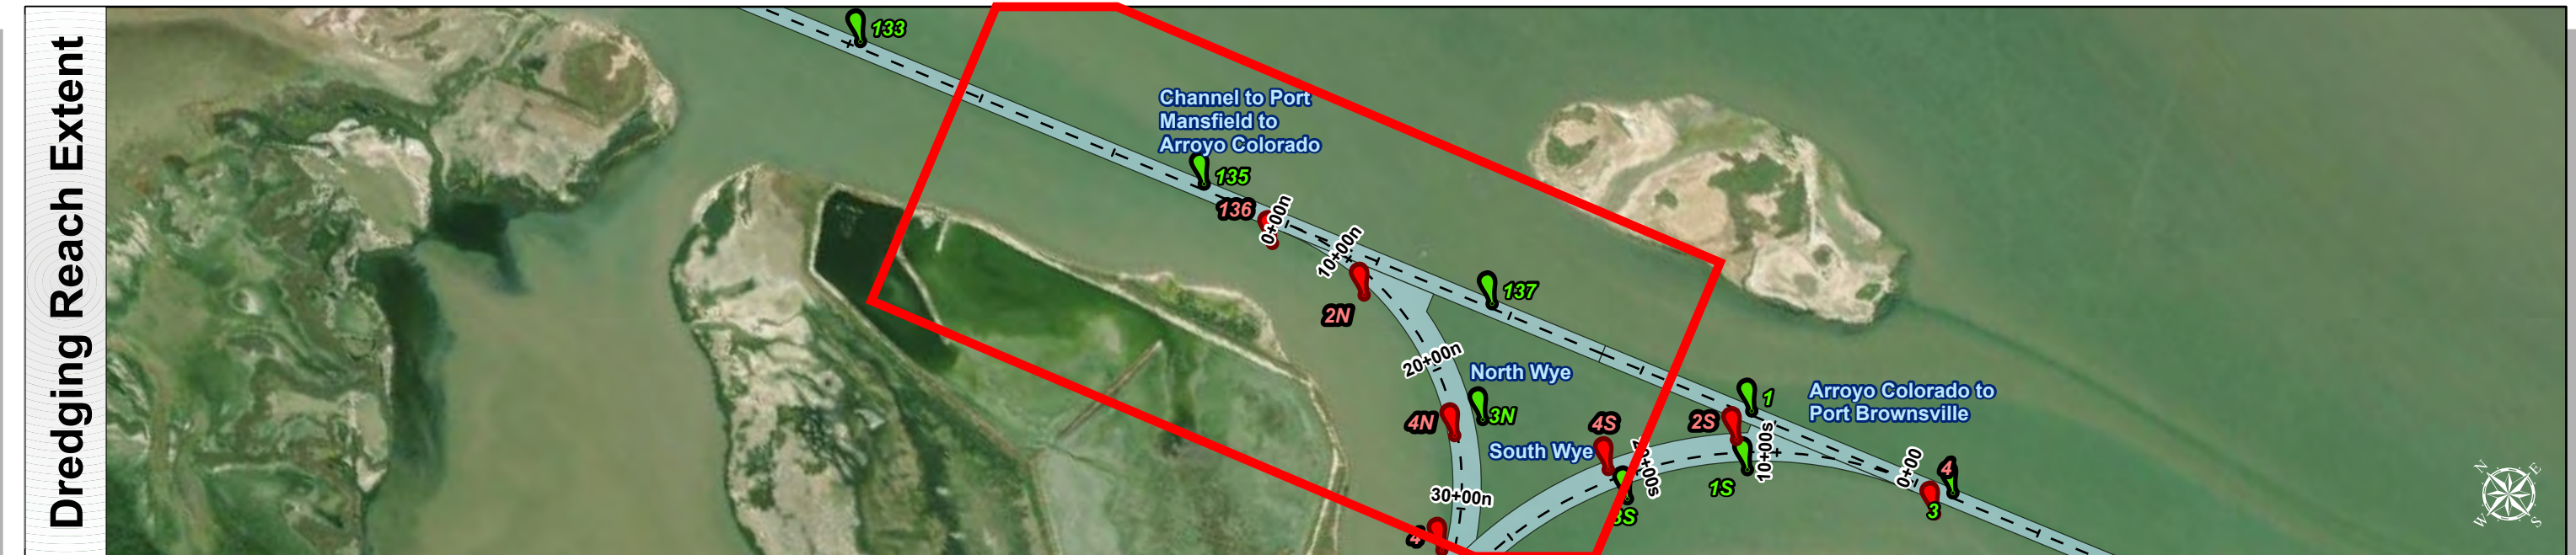 Dredging Reach Extent
133
Channel to Port
Mansfield to
Arroyo Colorado
135
136
0+00n
10+00n
2N
137
20+00n
North Wye
4N
3N
South Wye
4S
2S
1
Arroyo Colorado to
Port Brownsville
10+00s
1S
3S
30+00n
4
0+00
4
3
N
E
W
S